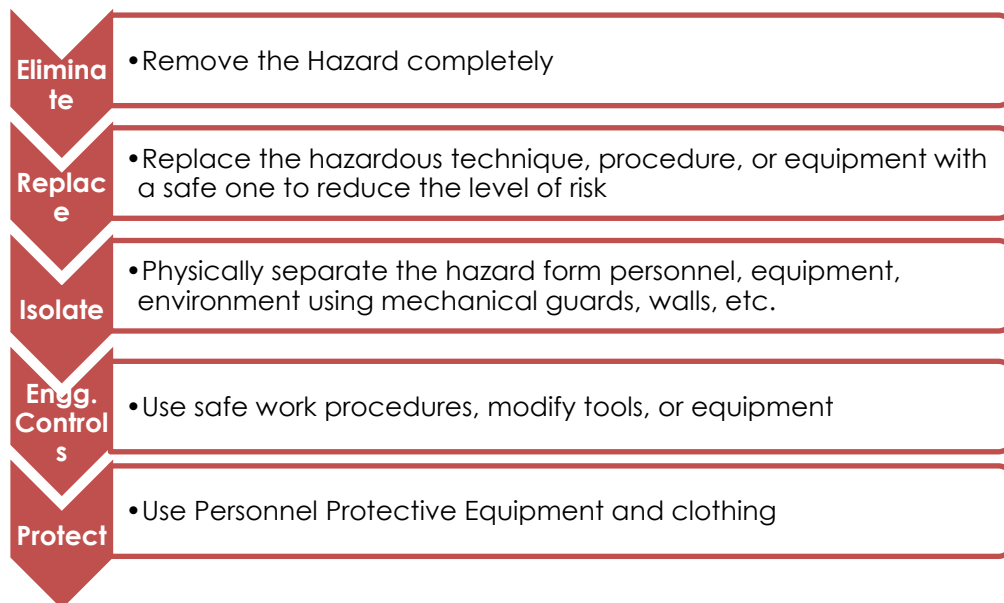 Elimina
te
•Remove the Hazard completely
Replac
e
•Replace the hazardous technique, procedure, or equipment with
a safe one to reduce the level of risk
Isolate
•Physically separate the hazard form personnel, equipment,
environment using mechanical guards, walls, etc.
Engg.
Control
s
•Use safe work procedures, modify tools, or equipment
Protect
•Use Personnel Protective Equipment and clothing